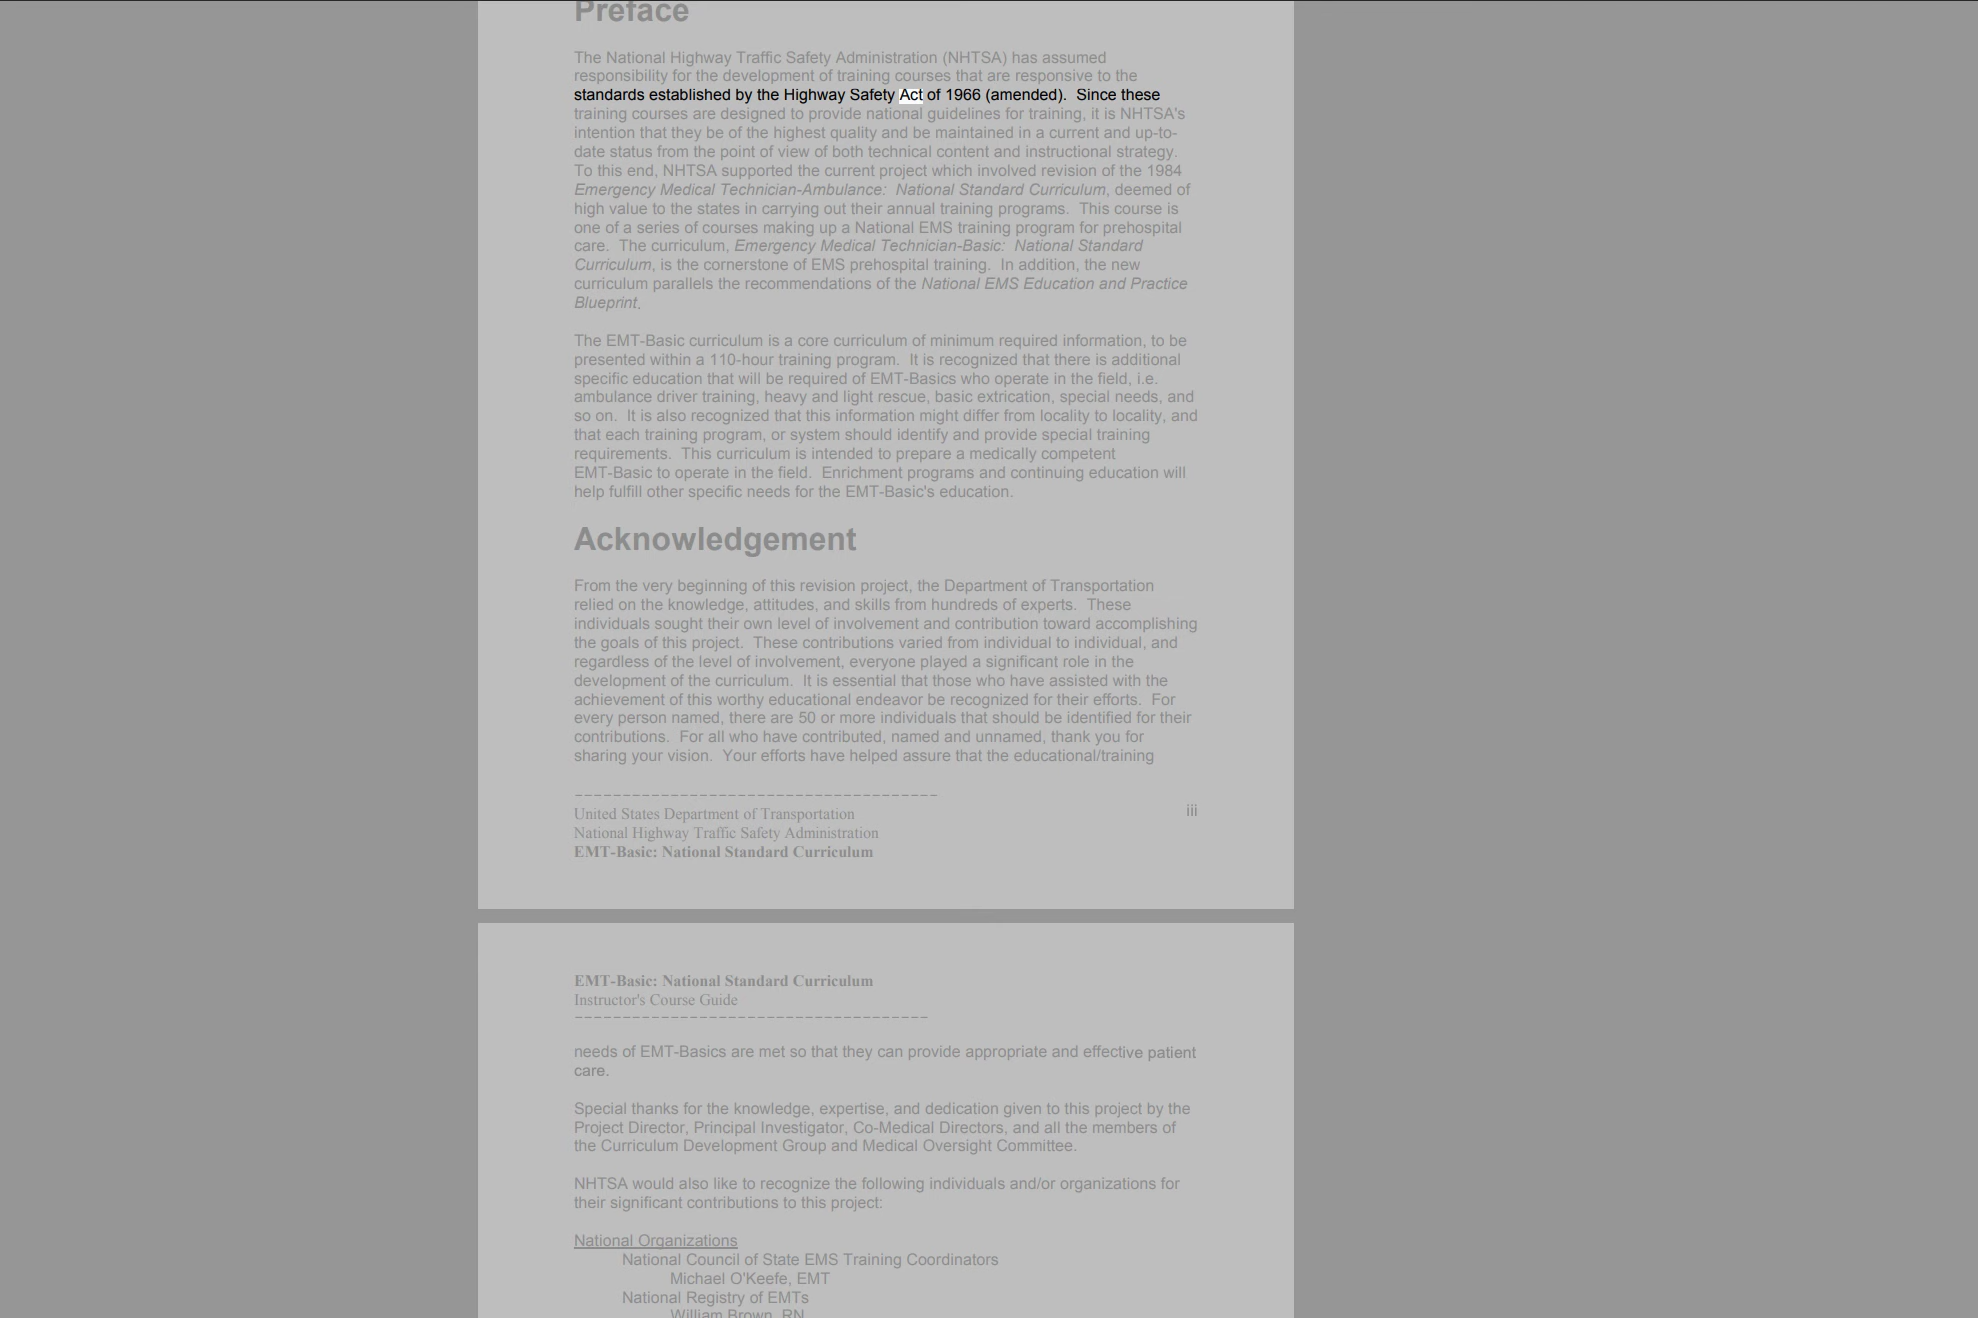 Preface
The National Highway Traffic Safety Administration (NHTSA) has assumed
responsibility for the development of training courses that are responsive to the
standards established by the Highway Safety Act of 1966 (amended).  Since these
training courses are designed to provide national guidelines for training, it is NHTSA's
intention that they be of the highest quality and be maintained in a current and up-to-
date status from the point of view of both technical content and instructional strategy.
To this end, NHTSA supported the current project which involved revision of the 1984
Emergency Medical Technician-Ambulance:  National Standard Curriculum, deemed of
high value to the states in carrying out their annual training programs.  This course is
one of a series of courses making up a National EMS training program for prehospital
care.  The curriculum, Emergency Medical Technician-Basic:  National Standard
Curriculum, is the cornerstone of EMS prehospital training.  In addition, the new
curriculum parallels the recommendations of the National EMS Education and Practice
Blueprint.
The EMT-Basic curriculum is a core curriculum of minimum required information, to be
presented within a 110-hour training program.  It is recognized that there is additional
specific education that will be required of EMT-Basics who operate in the field, i.e.
ambulance driver training, heavy and light rescue, basic extrication, special needs, and
so on.  It is also recognized that this information might differ from locality to locality, and
that each training program, or system should identify and provide special training
requirements.  This curriculum is intended to prepare a medically competent
EMT-Basic to operate in the field.  Enrichment programs and continuing education will
help fulfill other specific needs for the EMT-Basic's education.
Acknowledgement
From the very beginning of this revision project, the Department of Transportation
relied on the knowledge, attitudes, and skills from hundreds of experts.  These
individuals sought their own level of involvement and contribution toward accomplishing
the goals of this project.  These contributions varied from individual to individual, and
regardless of the level of involvement, everyone played a significant role in the
development of the curriculum.  It is essential that those who have assisted with the
achievement of this worthy educational endeavor be recognized for their efforts.  For
every person named, there are 50 or more individuals that should be identified for their
contributions.  For all who have contributed, named and unnamed, thank you for
sharing your vision.  Your efforts have helped assure that the educational/training
United States Department of Transportation
iii
National Highway Traffic Safety Administration
EMT-Basic: National Standard Curriculum
EMT-Basic: National Standard Curriculum
Instructor's Course Guide
needs of EMT-Basics are met so that they can provide appropriate and effective patient
care.
Special thanks for the knowledge, expertise, and dedication given to this project by the
Project Director, Principal Investigator, Co-Medical Directors, and all the members of
the Curriculum Development Group and Medical Oversight Committee.
NHTSA would also like to recognize the following individuals and/or organizations for
their significant contributions to this project:
National Organizations
National Council of State EMS Training Coordinators
Michael O'Keefe, EMT
National Registry of EMTs
William Brown, RN